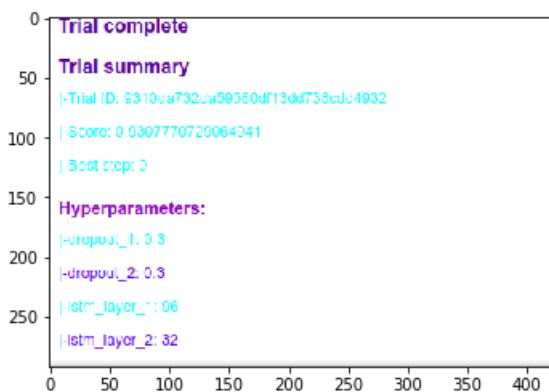 0
Trial complete
Trial summary
50
|-Trial ID:
|-Score:
100
|-Best step: 0
150
Hyperparameters:
|-dropout_1: 0.3
200
|-dropout_2: 0.3
|-lstm_layer_1: 96
250
|-lstm_layer_2: 32
0 50 100 150 200 250 300 350 400